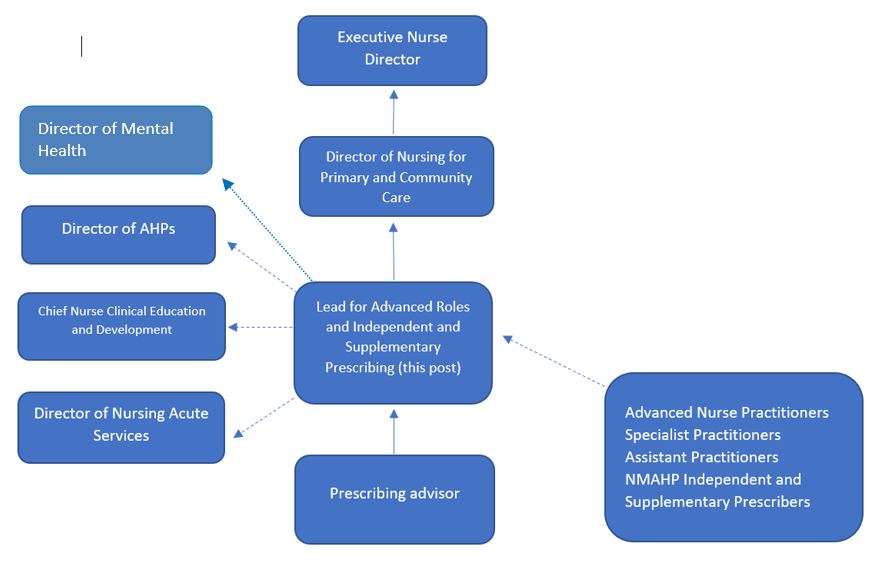 Executive Nurse
Director
Director of Mental
Health
Director of Nursing for
Primary and Community
Care
Director of AHPs
Chief Nurse Clinical Education
and Development
Lead for Advanced Roles
and Independent and
Supplementary
Prescribing (this post)
Director of Nursing Acute
Services
Advanced Nurse Practitioners
Specialist Practitioners
Assistant Practitioners
NMAHP Independent and
Supplementary Prescribers
Prescribing advisor